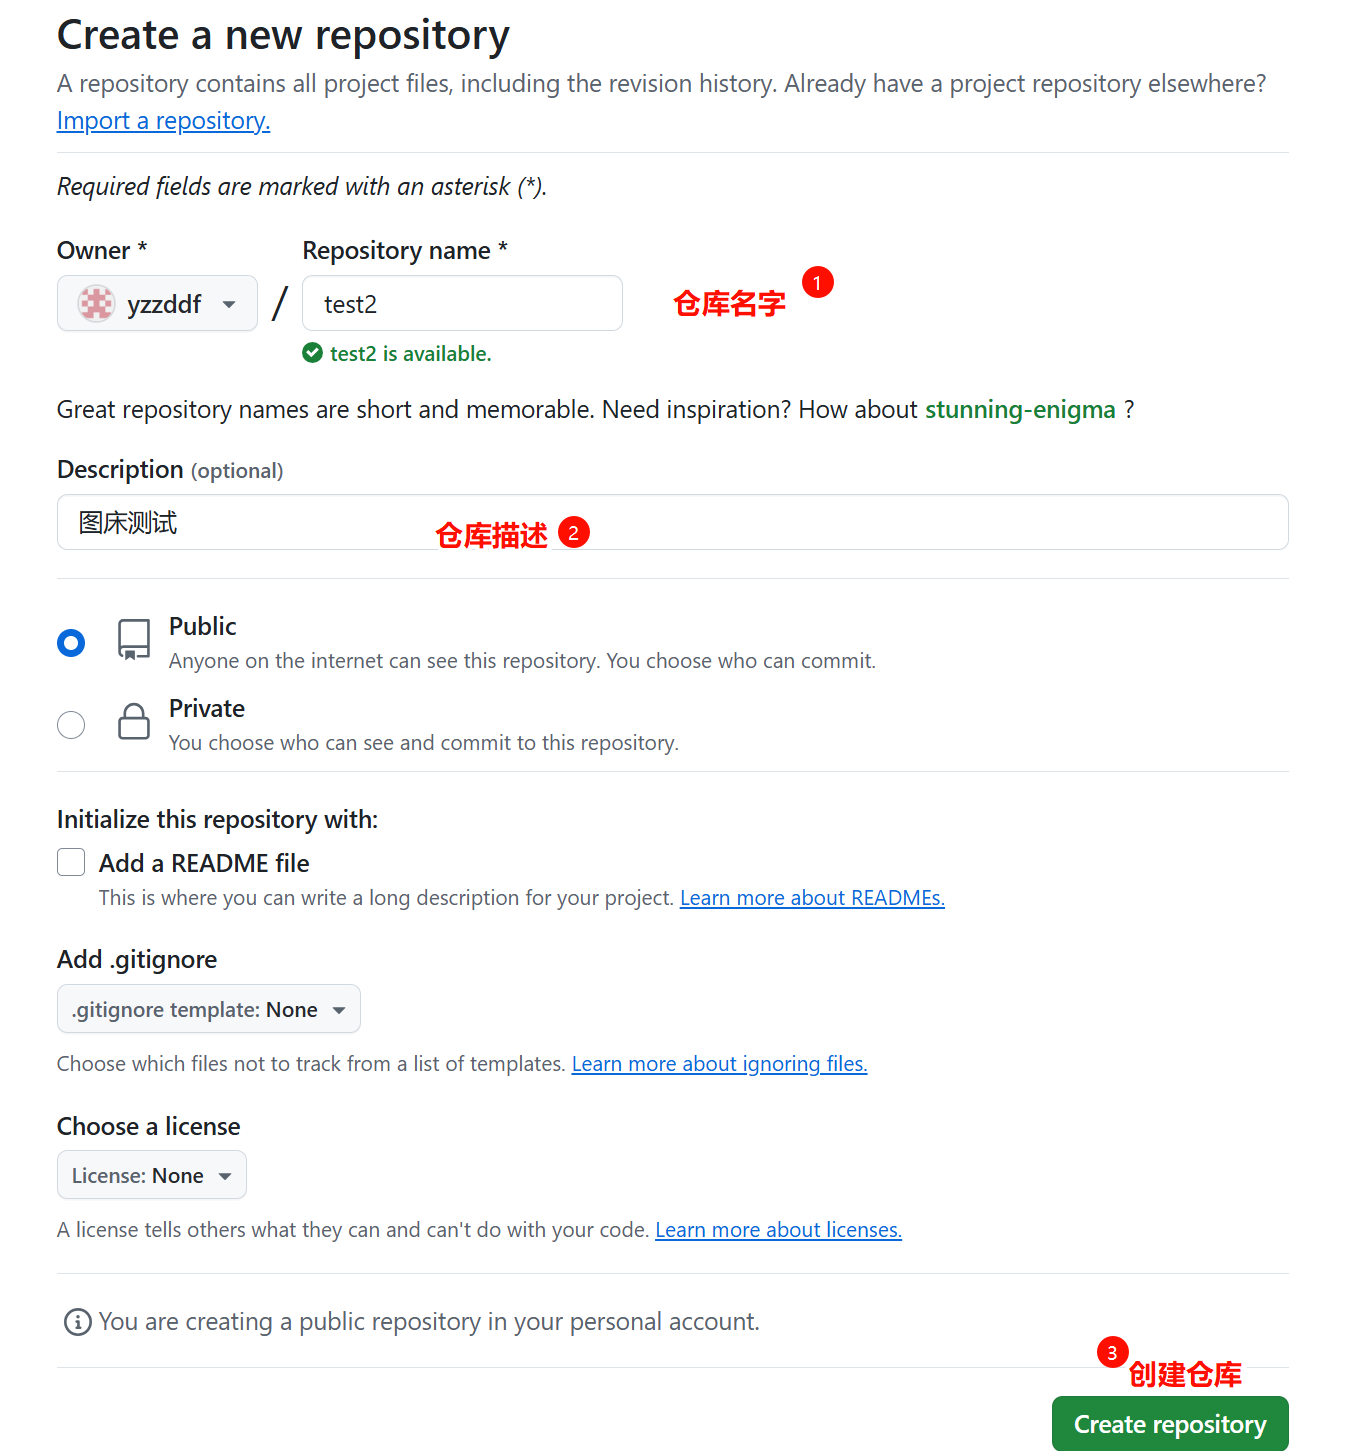 Create a new repository
A repository contains all project files, including the revision history. Already have a project repository elsewhere?
Import a repository.
Required fields are marked with an asterisk (*).
Owner *
Repository name *
yzzddf
/
test2
仓库名字
1
test2 is available.
Great repository names are short and memorable. Need inspiration? How about stunning-enigma ?
Description (optional)
图床测试
仓库描述
2
Public
Anyone on the internet can see this repository. You choose who can commit.
Private
You choose who can see and commit to this repository.
Initialize this repository with:
Add a README file
This is where you can write a long description for your project. Learn more about READMEs.
Add .gitignore
.gitignore template: None
Choose which files not to track from a list of templates. Learn more about ignoring files.
Choose a license
License: None
A license tells others what they can and can't do with your code. Learn more about licenses.
You are creating a public repository in your personal account.
3
创建仓库
Create repository